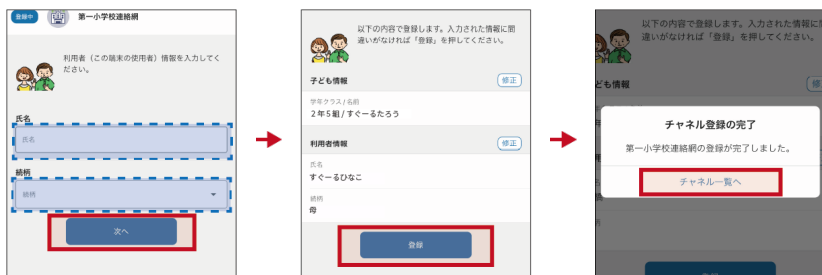 登録中 第一小学校連絡網
利用者（この端末の使用者）情報を入力してく
ださい。
氏名
氏名
続柄
続柄
次へ
以下の内容で登録します。入力された情報に間
違いがなければ「登録」を押してください。
子ども情報 修正
学年クラス / 名前
2年5組 / すぐーるたろう
利用者情報 修正
氏名
すぐーるひなこ
続柄
母
登録
以下の内容で登録します。入力された情報に
違いがなければ「登録」を押してください。
ども情報
チャネル登録の完了
第一小学校連絡網の登録が完了しました。
チャネル一覧へ
登録